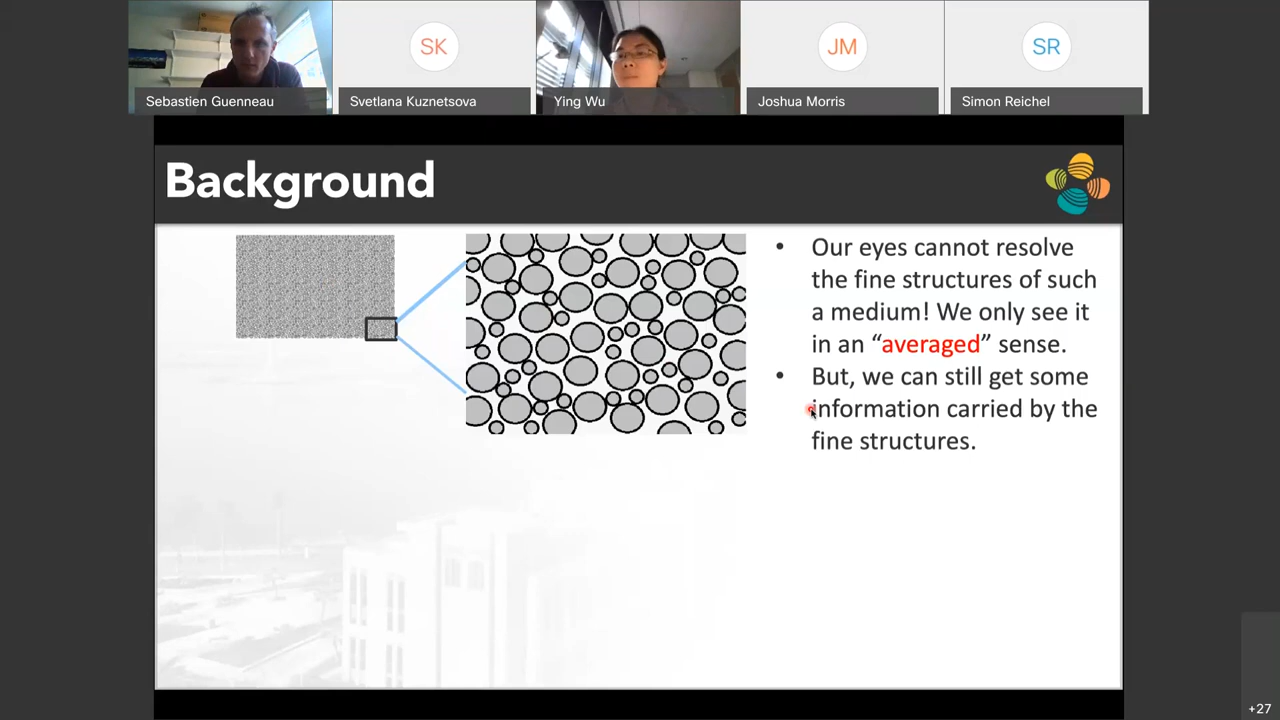 SK
JM
SR
Sebastien Guenneau
Svetlana Kuznetsova
Ying Wu
Joshua Morris
Simon Reichel
Background
• Our eyes cannot resolve
the fine structures of such
a medium! We only see it
in an “averaged” sense.
• But, we can still get some
information carried by the
fine structures.
+27